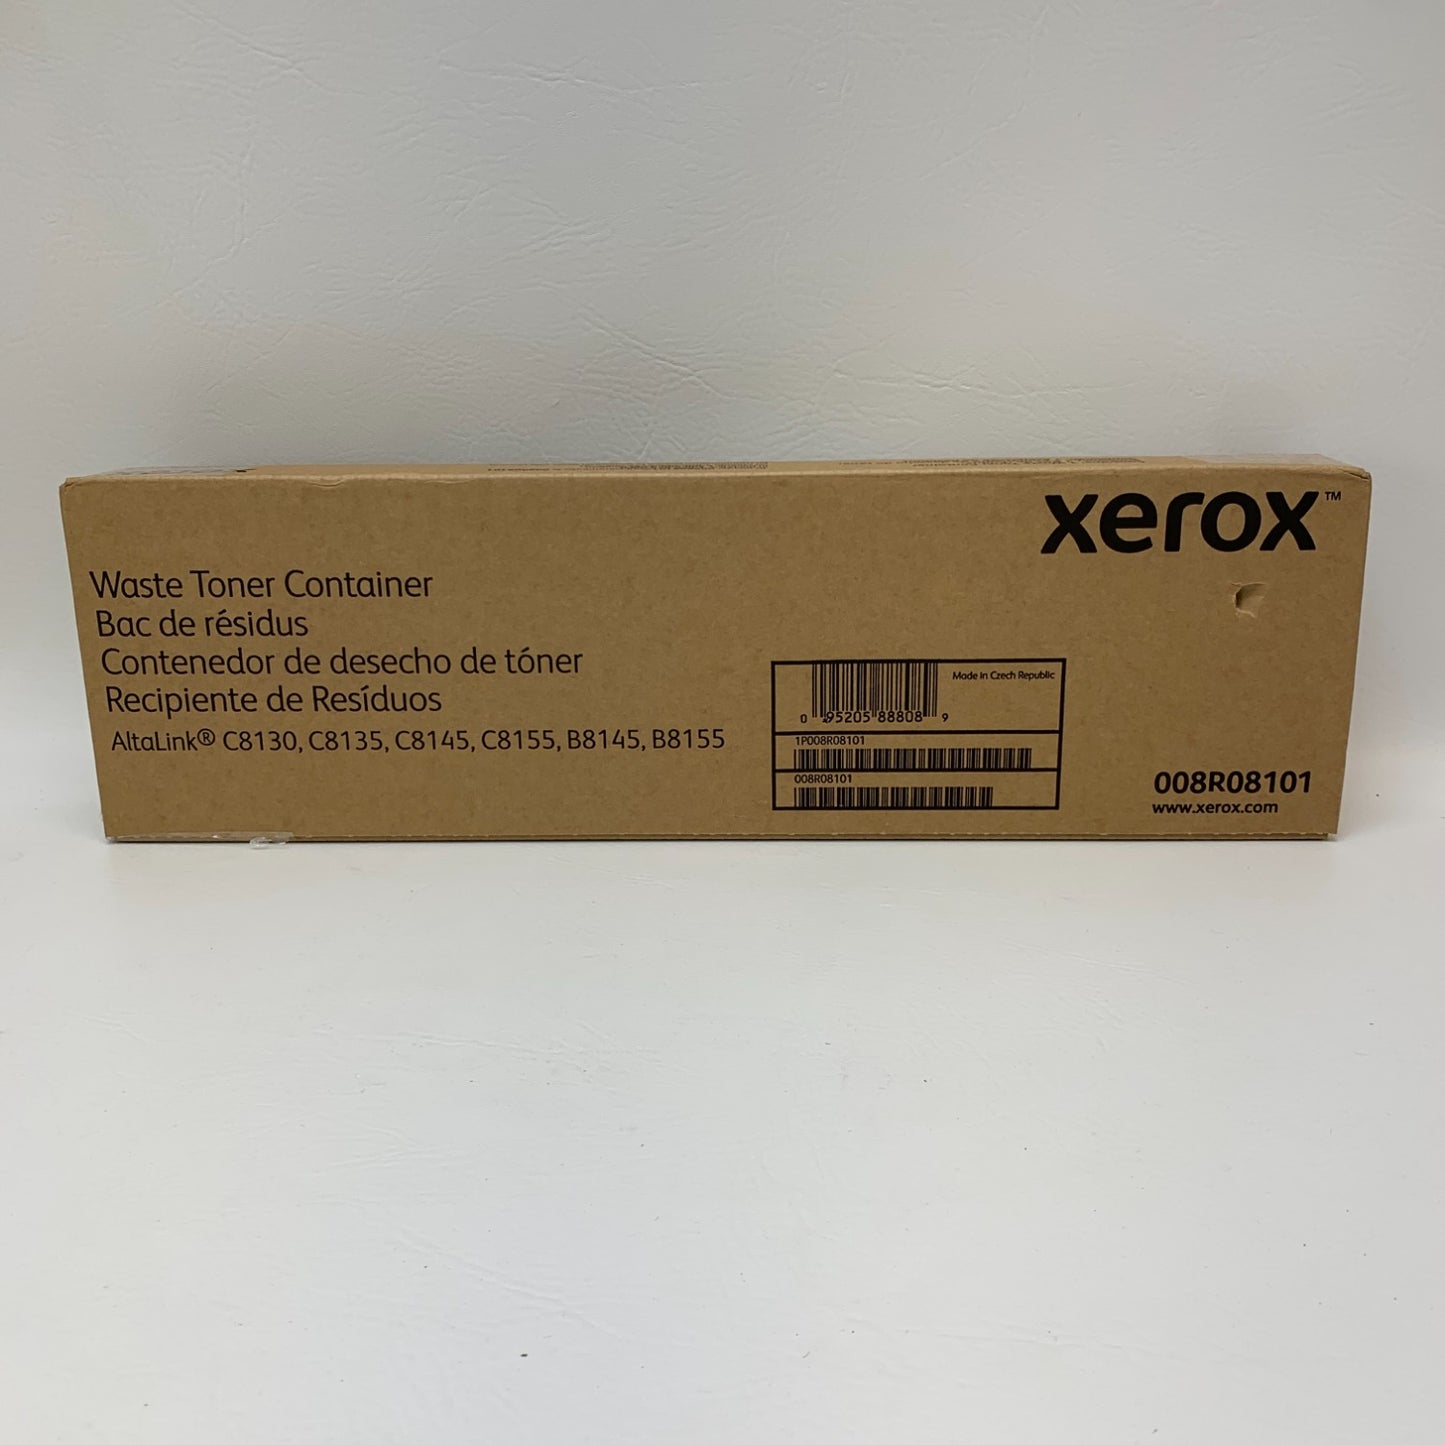 xerox™
Waste Toner Container
Bac de résidus
Contenedor de desecho de tóner
Recipiente de Resíduos
AltaLink® C8130, C8135, C8145, C8155, B8145, B8155
Made in Czech Republic
0 95205 88808 9
1P008R08101
008R08101
008R08101
www.xerox.com